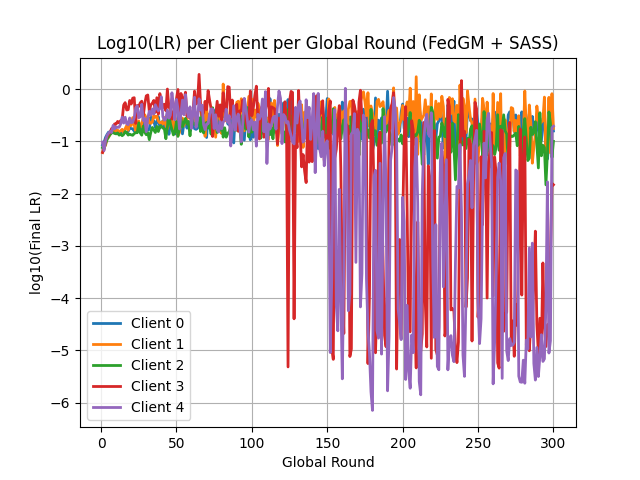 Log10(LR) per Client per Global Round (FedGM + SASS)
log10(Final LR)
0
−1
−2
−3
−4
−5
−6
Client 0
Client 1
Client 2
Client 3
Client 4
0 50 100 150 200 250 300
Global Round